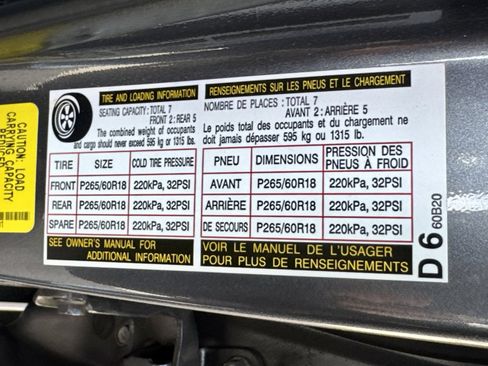 CAUTION: LOAD
CARRYING CAPACITY
TIRE AND LOADING INFORMATION
SEATING CAPACITY: TOTAL 7
FRONT 2: REAR 5
The combined weight of occupants
and cargo should never exceed 595 kg or 1315 lbs.
TIRE SIZE COLD TIRE PRESSURE
FRONT P265/60R18 220kPa, 32PSI
REAR P265/60R18 220kPa, 32PSI
SPARE P265/60R18 220kPa, 32PSI
SEE OWNER'S MANUAL FOR
ADDITIONAL INFORMATION
RENSEIGNEMENTS SUR LES PNEUS ET LE CHARGEMENT
NOMBRE DE PLACES : TOTAL 7
AVANT 2 : ARRIÈRE 5
Le poids total des occupants et du chargement ne
doit jamais dépasser 595 kg ou 1315 lb.
PNEU DIMENSIONS PRESSION DES
PNEUS À FROID
AVANT P265/60R18 220kPa, 32PSI
ARRIÈRE P265/60R18 220kPa, 32PSI
DE SECOURS P265/60R18 220kPa, 32PSI
VOIR LE MANUEL DE L'USAGER
POUR PLUS DE RENSEIGNEMENTS
D 6 60B20